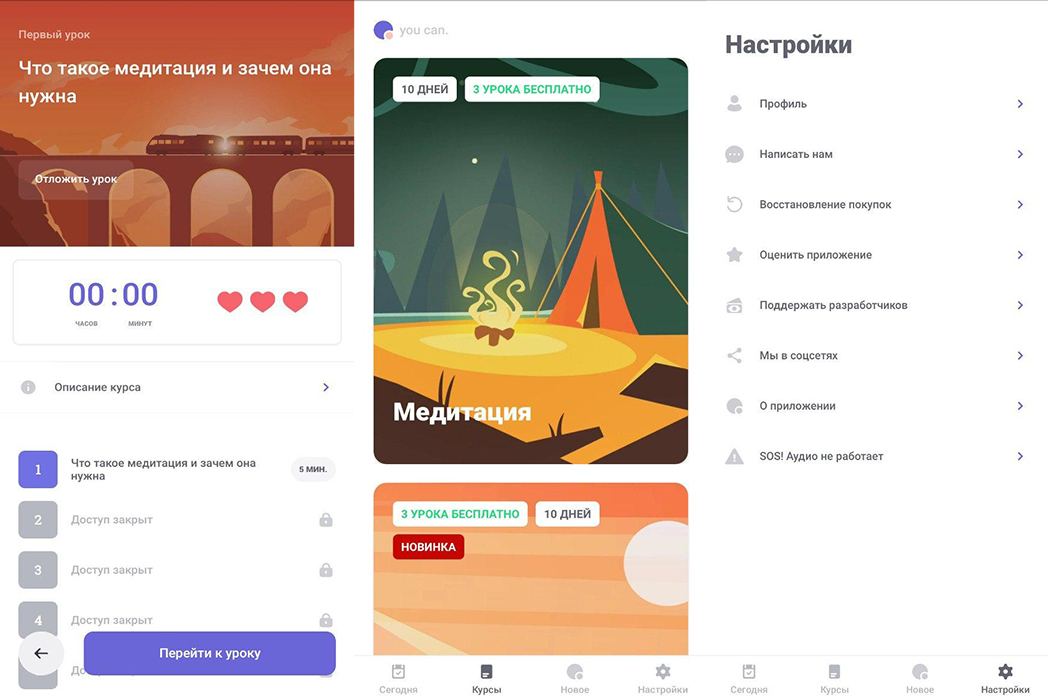 Первый урок
Что такое медитация и зачем она
нужна
Отложить урок
00:00
ЧАСОВ
МИНУТ
Описание курса
1
Что такое медитация и зачем она
нужна
5 МИН.
2
Доступ закрыт
3
Доступ закрыт
4
Доступ закрыт
Перейти к уроку
you can.
10 ДНЕЙ
3 УРОКА БЕСПЛАТНО
Медитация
3 УРОКА БЕСПЛАТНО
10 ДНЕЙ
НОВИНКА
Сегодня
Курсы
Новое
Настройки
Настройки
Профиль
Написать нам
Восстановление покупок
Оценить приложение
Поддержать разработчиков
Мы в соцсетях
О приложении
SOS! Аудио не работает
Сегодня
Курсы
Новое
Настройки